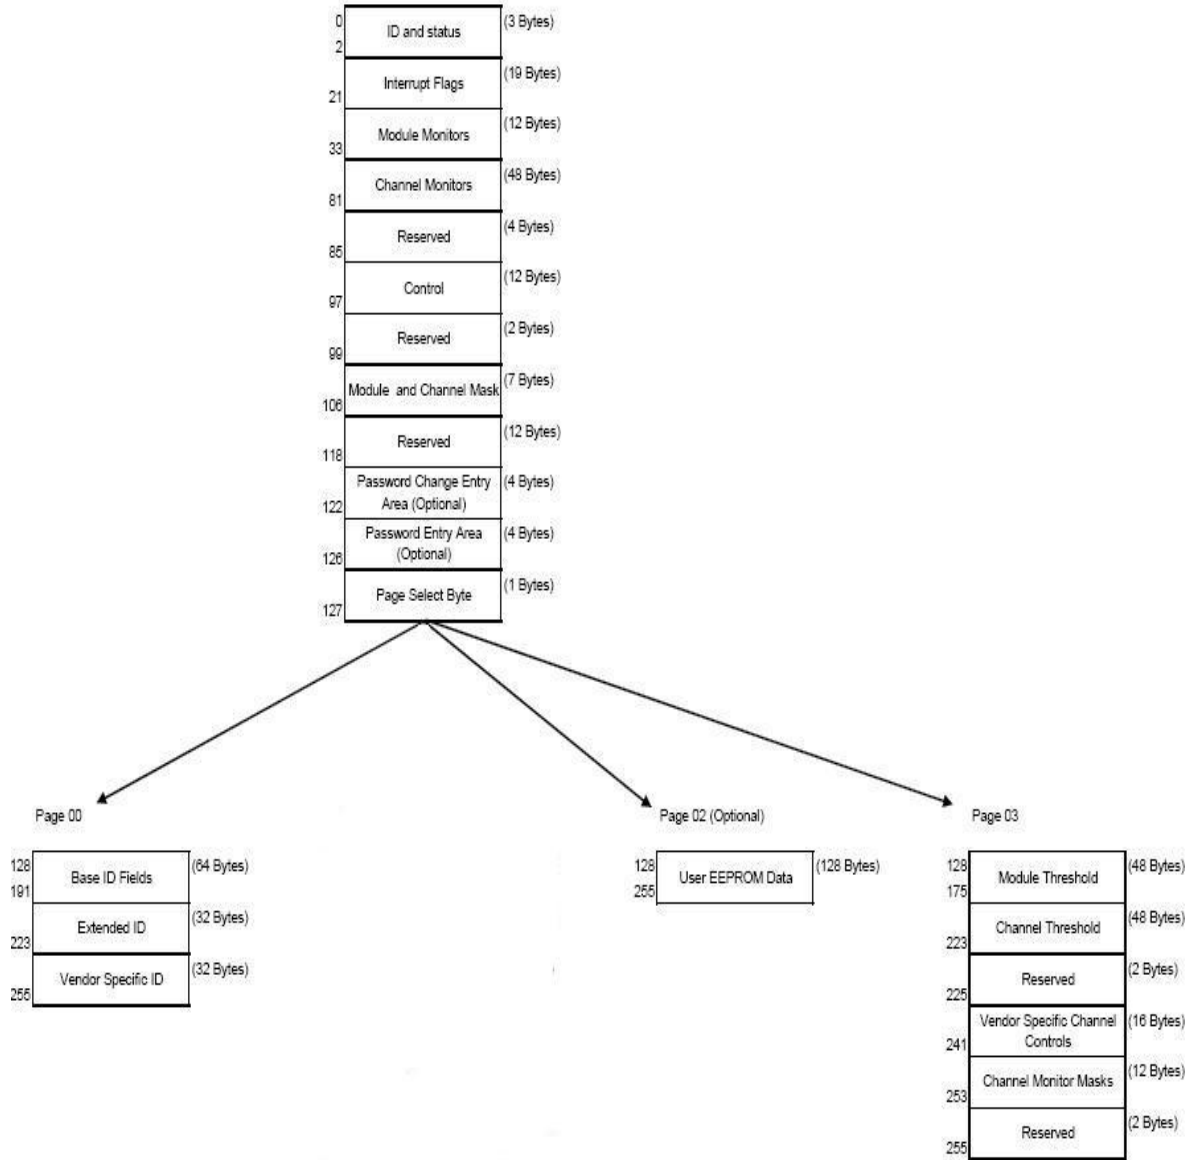 0
ID and status
(3 Bytes)
2
Interrupt Flags
(19 Bytes)
21
Module Monitors
(12 Bytes)
33
Channel Monitors
(48 Bytes)
81
Reserved
(4 Bytes)
85
Control
(12 Bytes)
97
Reserved
(2 Bytes)
99
Module and Channel Mask
(7 Bytes)
106
Reserved
(12 Bytes)
118
Password Change Entry
Area (Optional)
(4 Bytes)
122
Password Entry Area
(Optional)
(4 Bytes)
126
Page Select Byte
(1 Bytes)
127
Page 00
128
Base ID Fields
(64 Bytes)
191
Extended ID
(32 Bytes)
223
Vendor Specific ID
(32 Bytes)
255
Page 02 (Optional)
128
User EEPROM Data
(128 Bytes)
255
Page 03
128
Module Threshold
(48 Bytes)
175
Channel Threshold
(48 Bytes)
223
Reserved
(2 Bytes)
225
Vendor Specific Channel
Controls
(16 Bytes)
241
Channel Monitor Masks
(12 Bytes)
253
Reserved
(2 Bytes)
255